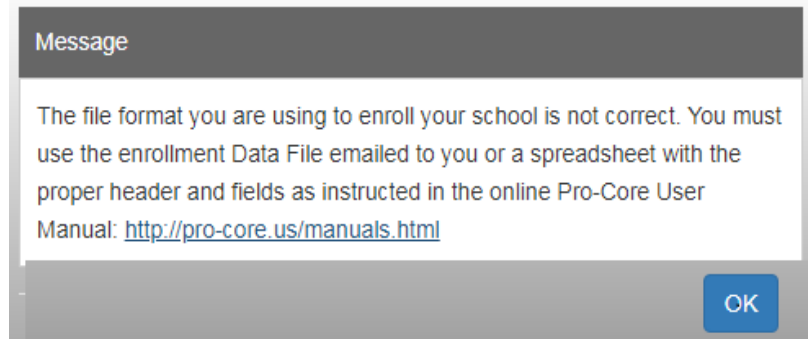 Message
The file format you are using to enroll your school is not correct. You must
use the enrollment Data File emailed to you or a spreadsheet with the
proper header and fields as instructed in the online Pro-Core User
Manual: http://pro-core.us/manuals.html
OK